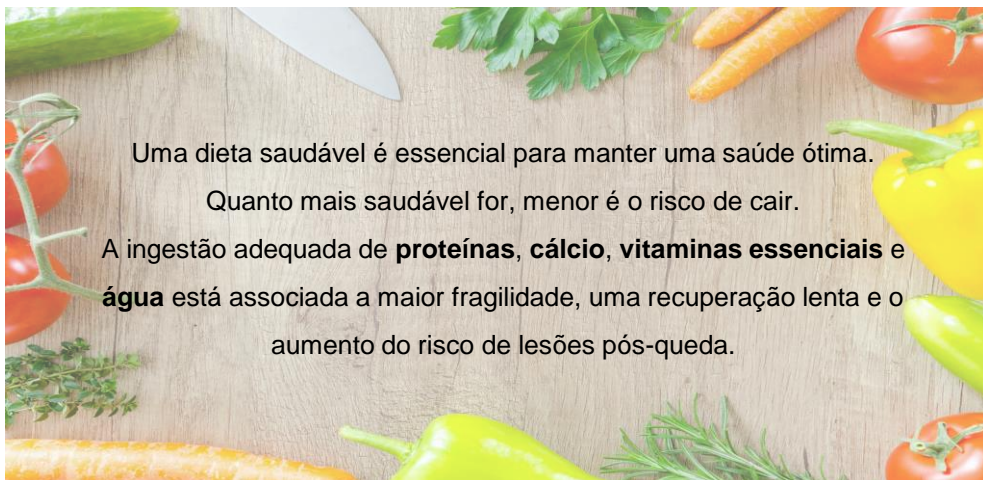 Uma dieta saudável é essencial para manter uma saúde ótima.
Quanto mais saudável for, menor é o risco de cair.
A ingestão adequada de proteínas, cálcio, vitaminas essenciais e
água está associada a maior fragilidade, uma recuperação lenta e o
aumento do risco de lesões pós-queda.